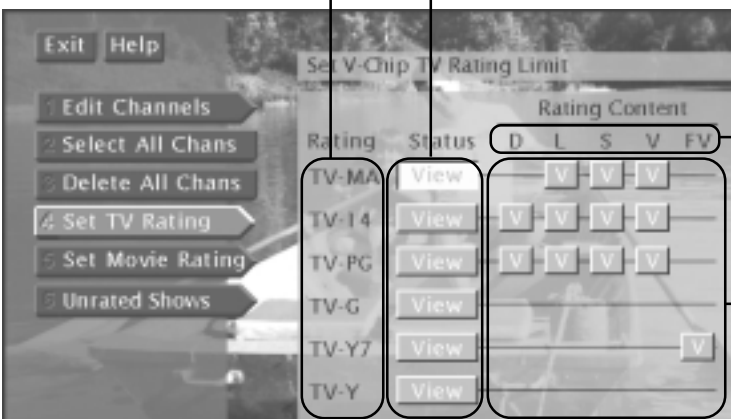 Exit Help
Set V-Chip TV Rating Limit
1 Edit Channels
2 Select All Chans
3 Delete All Chans
4 Set TV Rating
5 Set Movie Rating
6 Unrated Shows
Rating Content
Rating Status D L S V FV
TV-MA View V V V
TV-14 View V V V V
TV-PG View V V V V
TV-G View
TV-Y7 View V
TV-Y View